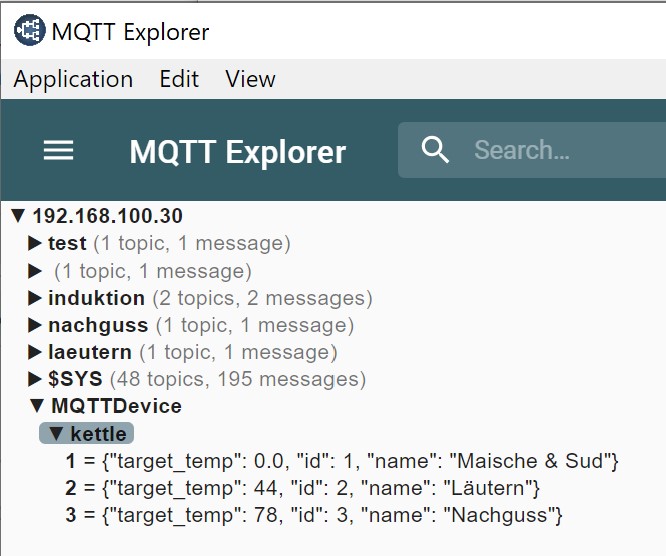 MQTT Explorer
Application Edit View
MQTT Explorer Search...
▼ 192.168.100.30
▶ test (1 topic, 1 message)
▶ (1 topic, 1 message)
▶ induktion (2 topics, 2 messages)
▶ nachguss (1 topic, 1 message)
▶ laeutern (1 topic, 1 message)
▶ $SYS (48 topics, 195 messages)
▼ MQTTDevice
▼ kettle
1 = {"target_temp": 0.0, "id": 1, "name": "Maische & Sud"}
2 = {"target_temp": 44, "id": 2, "name": "Läutern"}
3 = {"target_temp": 78, "id": 3, "name": "Nachguss"}